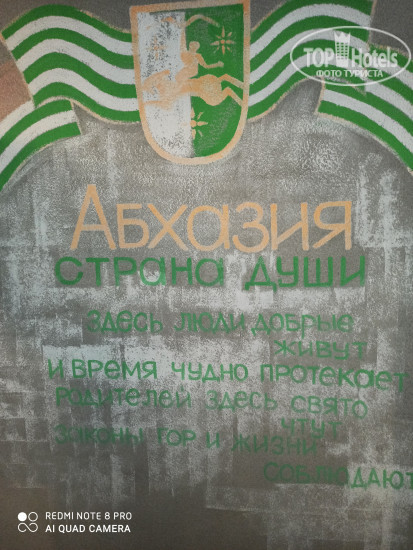 TOP Hotels
ФОТО ТУРИСТА
АБХАЗИЯ
СТРАНА ДУШИ
ЗДЕСЬ ЛЮДИ ДОБРЫЕ
ЖИВУТ
И ВРЕМЯ ЧУДНО ПРОТЕКАЕТ
РОДИТЕЛЕЙ ЗДЕСЬ СВЯТО
ЧТУТ
ЗАКОНЫ ГОР И ЖИЗНИ
СОБЛЮДАЮТ
REDMI NOTE 8 PRO
AI QUAD CAMERA